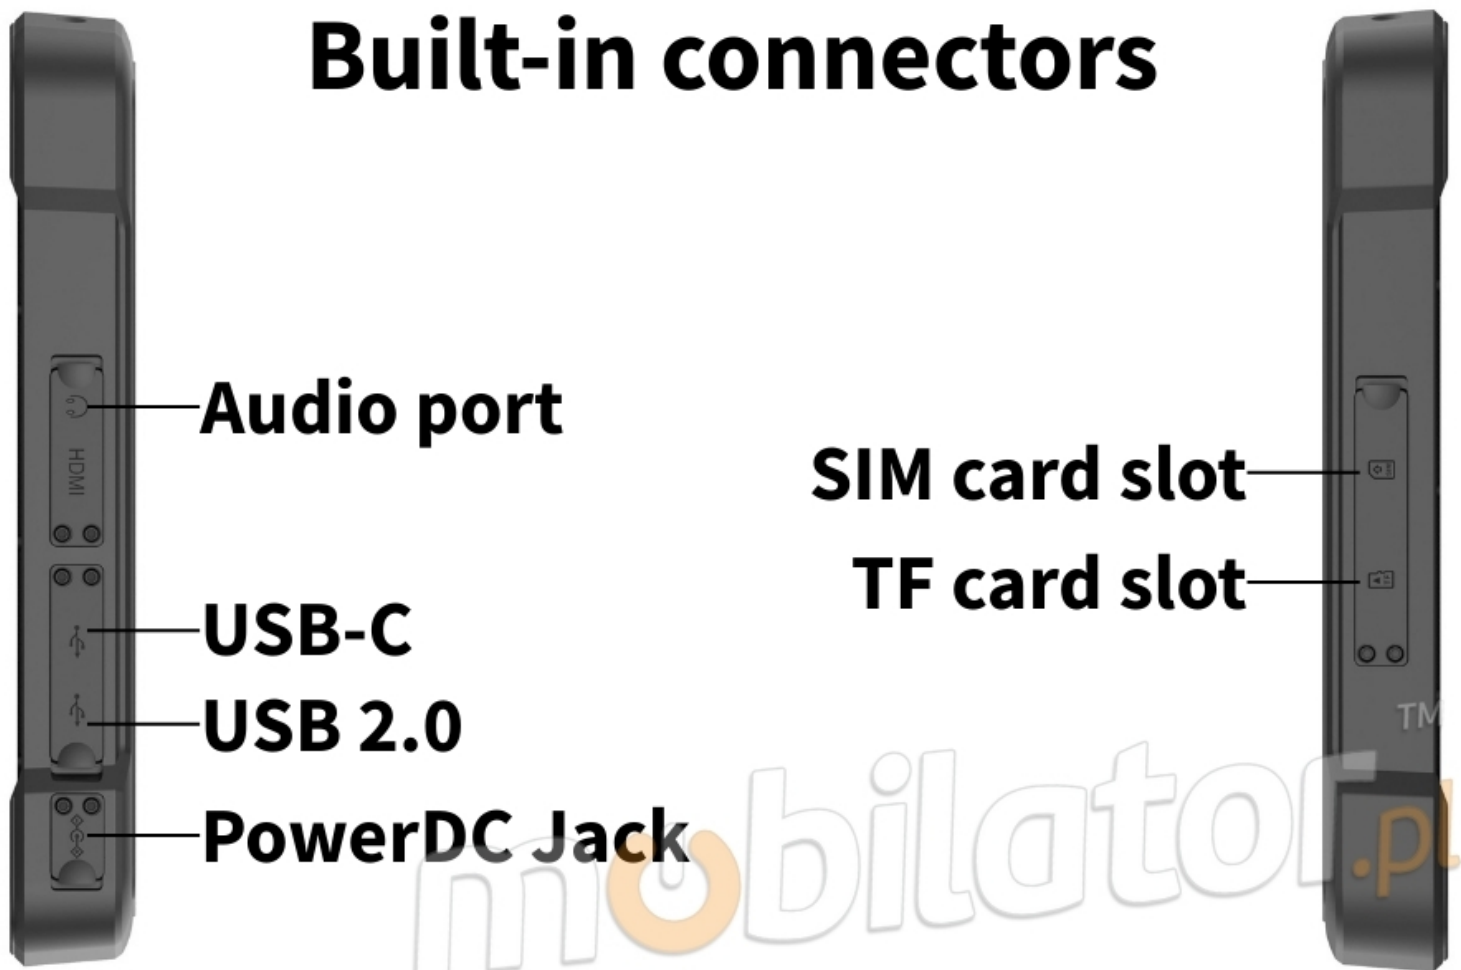 Built-in connectors
Audio port
HDMI
USB-C
USB 2.0
PowerDC Jack
SIM card slot
TF card slot
mobilator.pl
TM